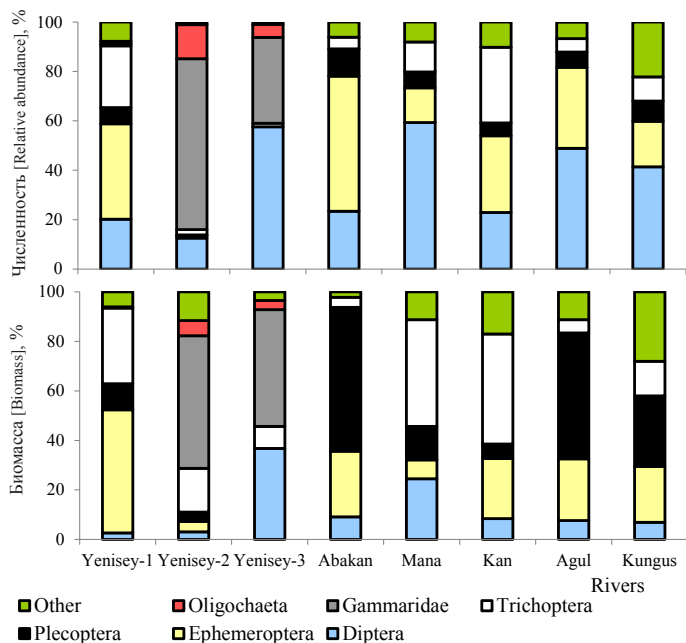 Численность [Relative abundance], %
100
80
60
40
20
0
Биомасса [Biomass], %
100
80
60
40
20
0
Yenisey-1 Yenisey-2 Yenisey-3 Abakan Mana Kan Agul Kungus
Rivers
Other Oligochaeta Gammaridae Trichoptera
Plecoptera Ephemeroptera Diptera